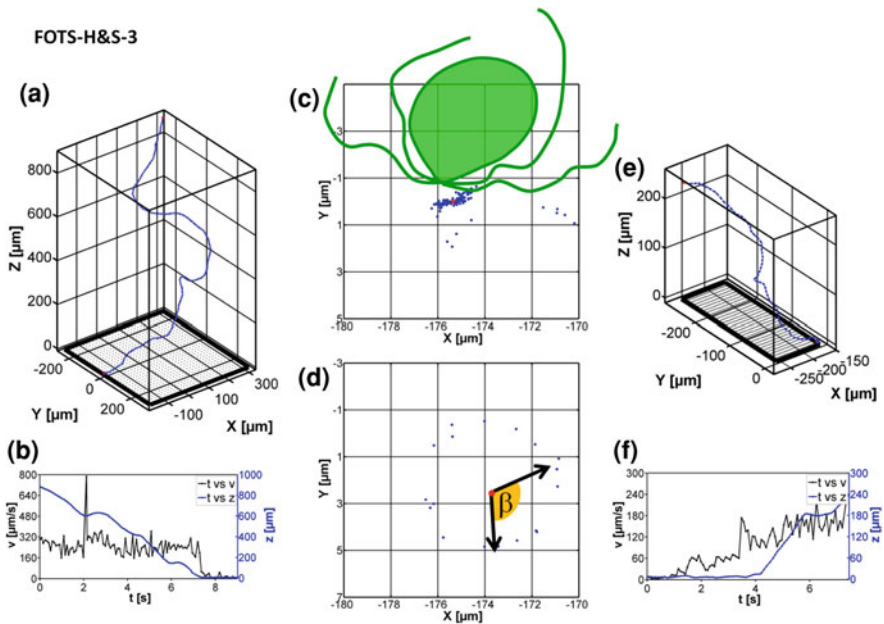 FOTS-H&S-3
(a)
800
600
400
200
0
Z [µm]
-200
0
200
Y [µm]
-100
100
300
X [µm]
(b)
800
640
480
320
160
0
v [µm/s]
t vs v
t vs z
1000
800
600
400
200
0
z [µm]
0
2
4
6
8
t [s]
(c)
-3
-1
1
3
5
Y [µm]
-180
-178
-176
-174
-172
-170
X [µm]
(d)
-3
-1
1
3
5
7
Y [µm]
β
-180
-178
-176
-174
-172
-170
X [µm]
(e)
200
100
0
Z [µm]
-200
-100
0
Y [µm]
-250
-200
-150
X [µm]
(f)
300
240
180
120
60
0
v [µm/s]
t vs v
t vs z
300
240
180
120
60
0
z [µm]
0
2
4
6
t [s]